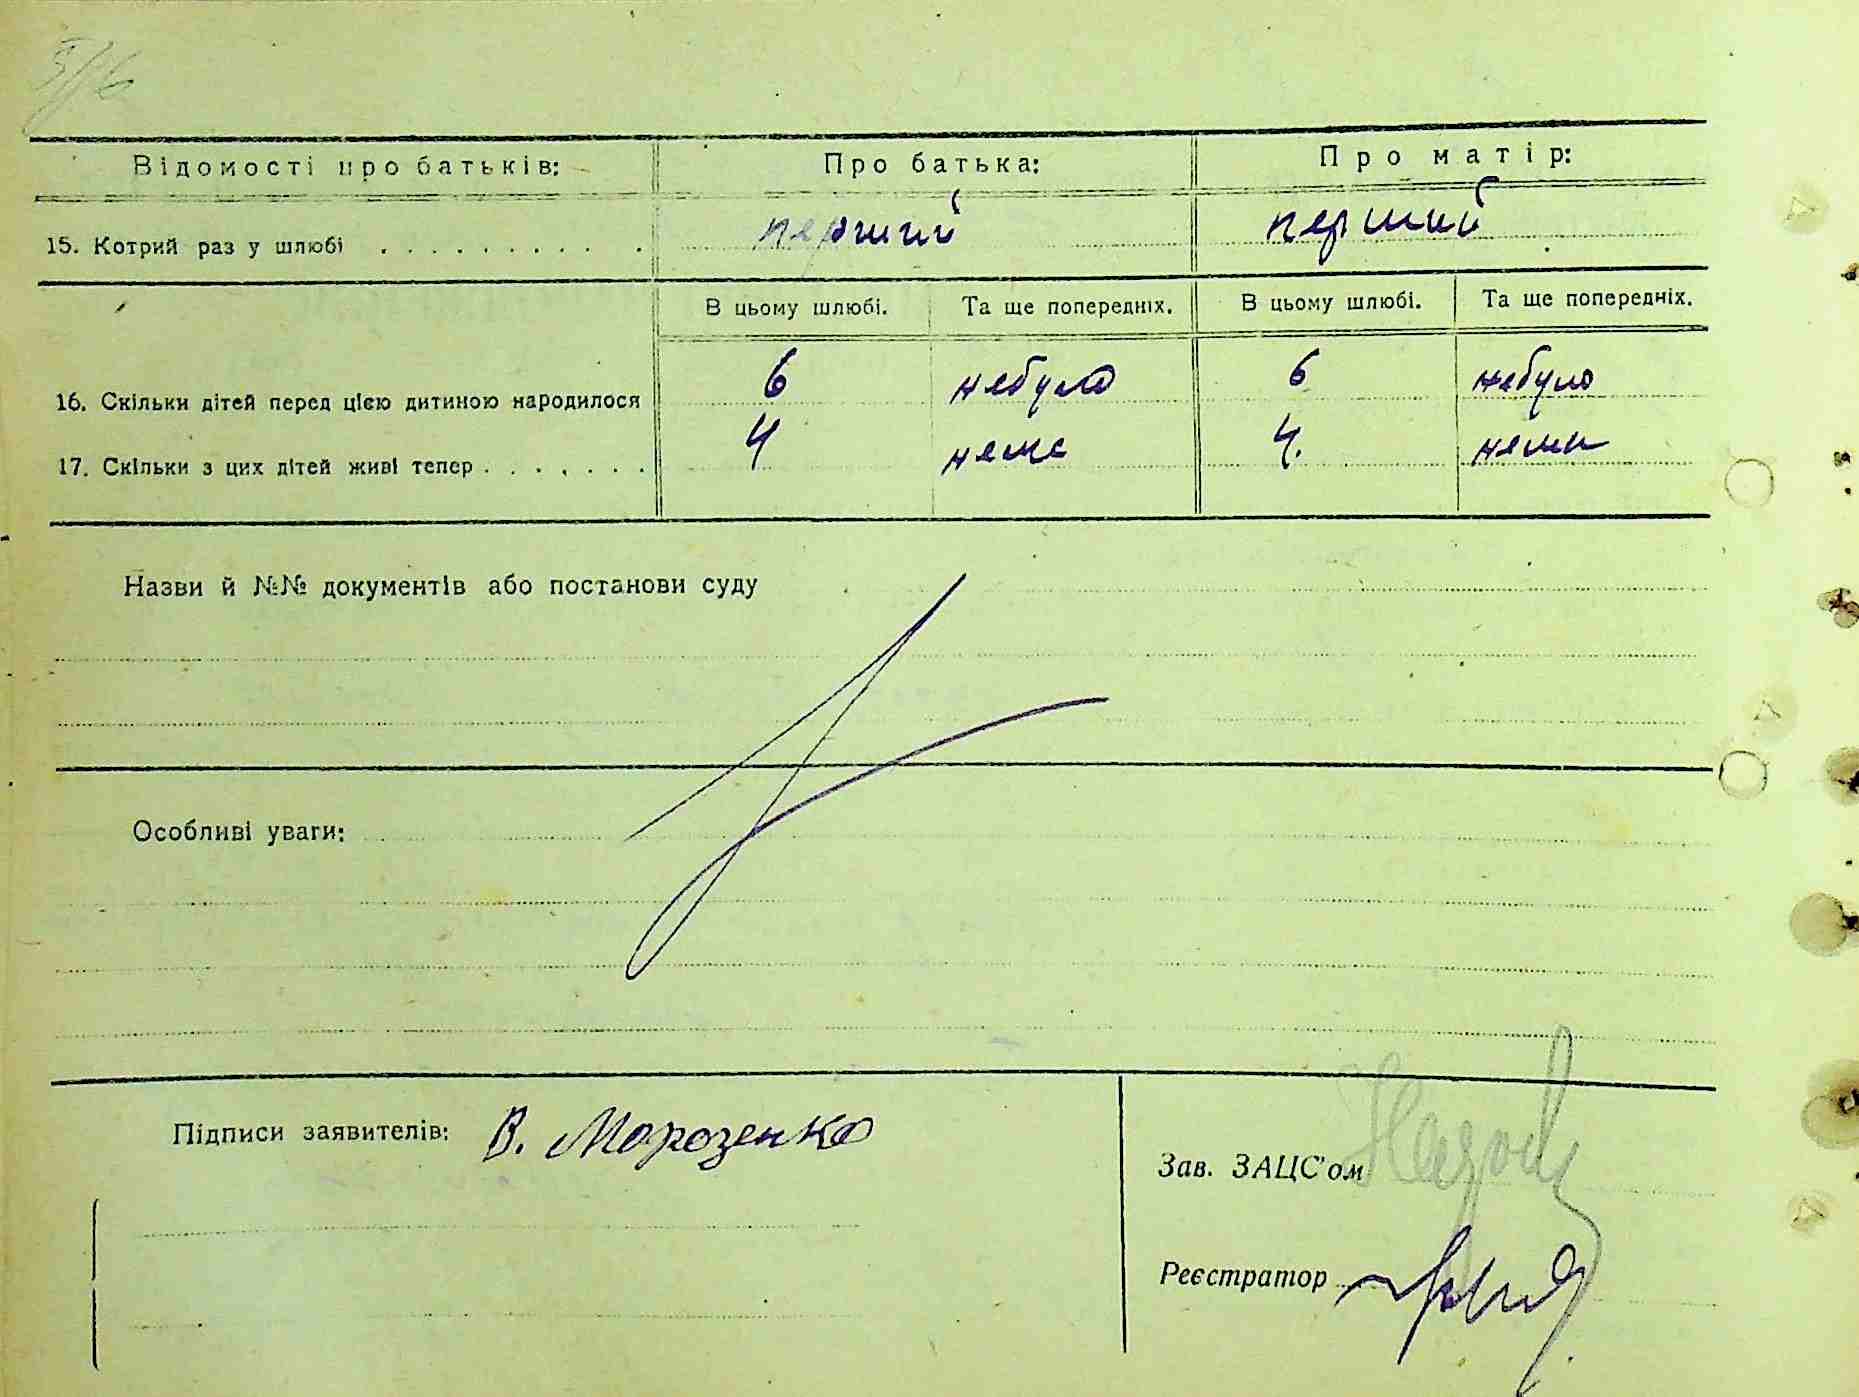 Відомості про батьків: Про батька: Про матір:
15. Котрий раз у шлюбі . . . . . . . . . . перший перший
В цьому шлюбі. Та ще попередніх. В цьому шлюбі. Та ще попередніх.
16. Скільки дітей перед цією дитиною народилося 6 небуло 6 небуло
17. Скільки з цих дітей живі тепер . . . . . . . 4 нема 4. нема
Назви й №№ документів або постанови суду
Особливі уваги:
Підписи заявителів: В. Морозенко
Зав. ЗАЦС'ом
Реєстратор